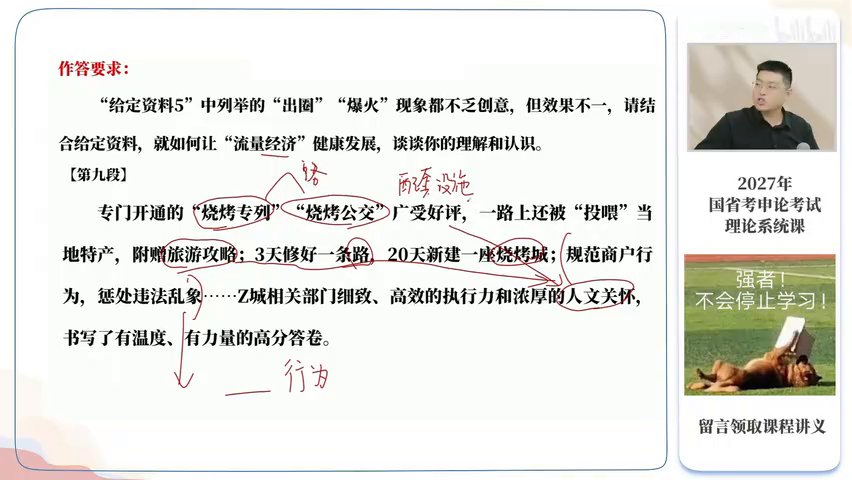 作答要求：
“给定资料5”中列举的“出圈”“爆火”现象都不乏创意，但效果不一，请结
合给定资料，就如何让“流量经济”健康发展，谈谈你的理解和认识。
【第九段】
路
配套设施
专门开通的“烧烤专列”“烧烤公交”广受好评，一路上还被“投喂”当
地特产，附赠旅游攻略；3天修好一条路，20天新建一座烧烤城；规范商户行
为，惩处违法乱象……Z城相关部门细致、高效的执行力和浓厚的人文关怀，
书写了有温度、有力量的高分答卷。
行为
2027年
国省考申论考试
理论系统课
强者！
不会停止学习！
留言领取课程讲义